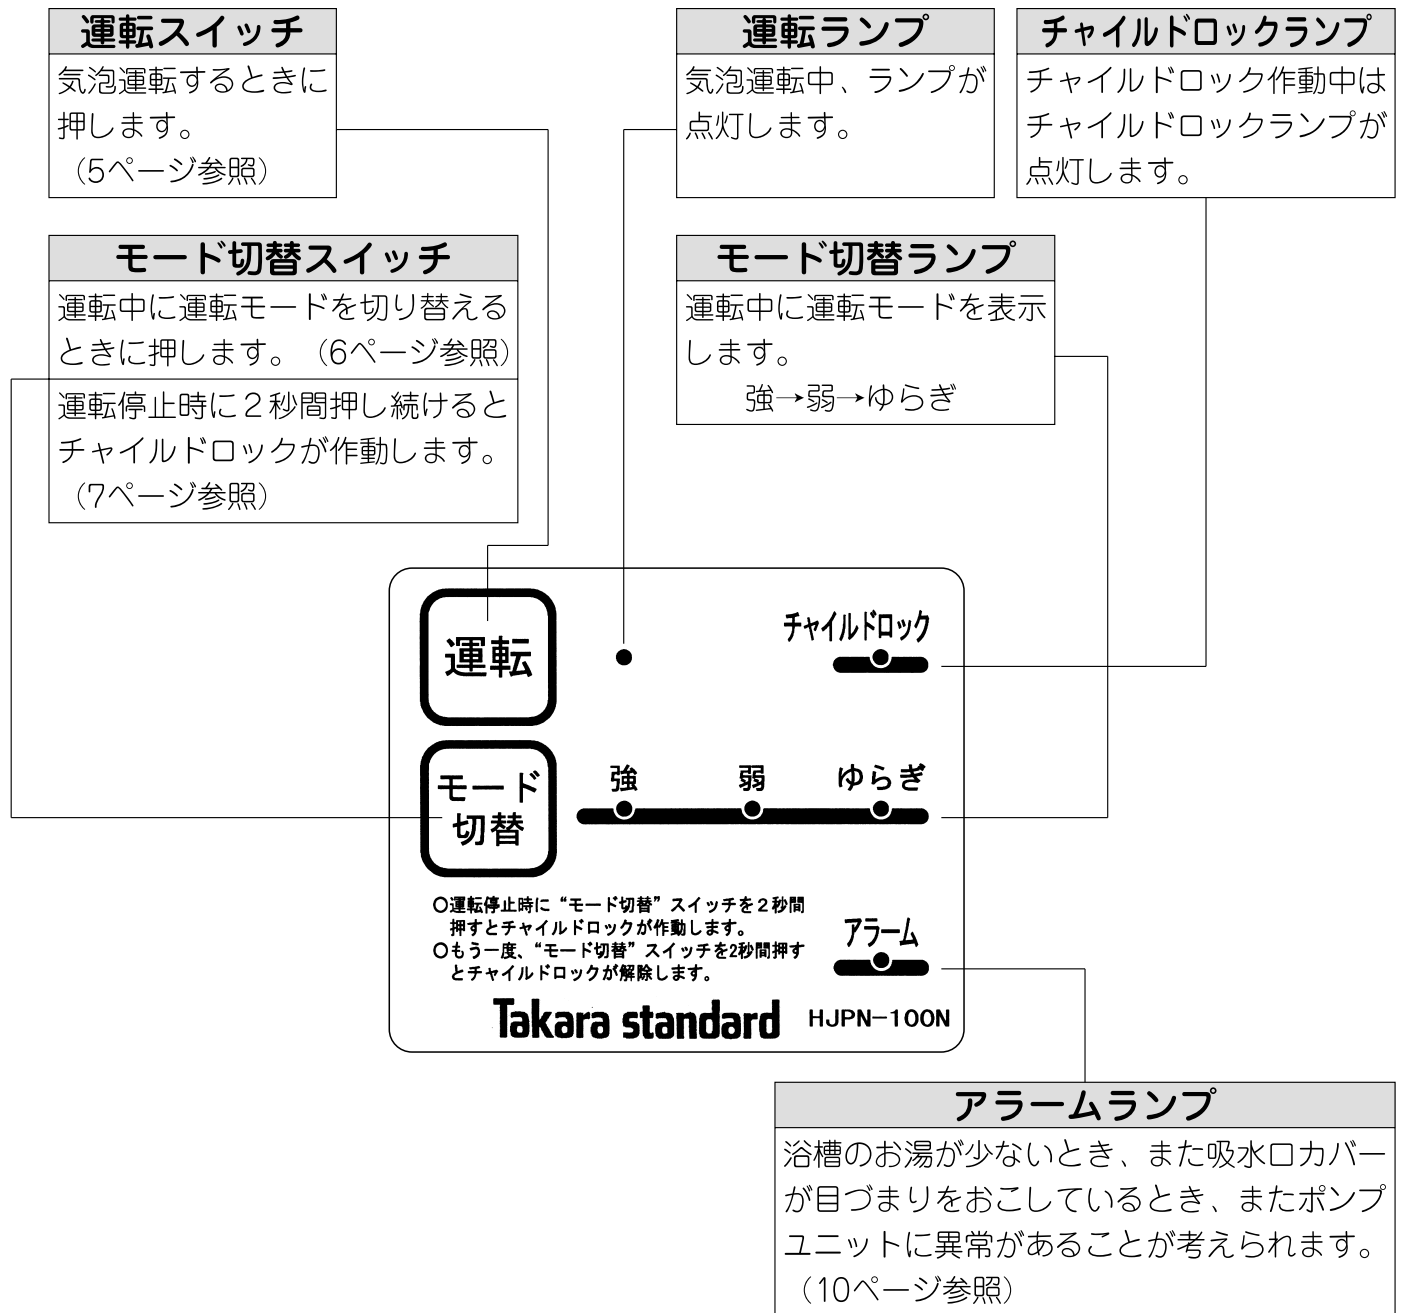 運転スイッチ
気泡運転するときに
押します。
（5ページ参照）
運転ランプ
気泡運転中、ランプが
点灯します。
チャイルドロックランプ
チャイルドロック作動中は
チャイルドロックランプが
点灯します。
モード切替スイッチ
運転中に運転モードを切り替える
ときに押します。（6ページ参照）
運転停止時に２秒間押し続けると
チャイルドロックが作動します。
（7ページ参照）
モード切替ランプ
運転中に運転モードを表示
します。
強→弱→ゆらぎ
運転
チャイルドロック
モード
切替
強 弱 ゆらぎ
○運転停止時に“モード切替”スイッチを２秒間
押すとチャイルドロックが作動します。
○もう一度、“モード切替”スイッチを2秒間押す
とチャイルドロックが解除します。
アラーム
Takara standard HJPN-100N
アラームランプ
浴槽のお湯が少ないとき、また吸水口カバー
が目づまりをおこしているとき、またポンプ
ユニットに異常があることが考えられます。
（10ページ参照）